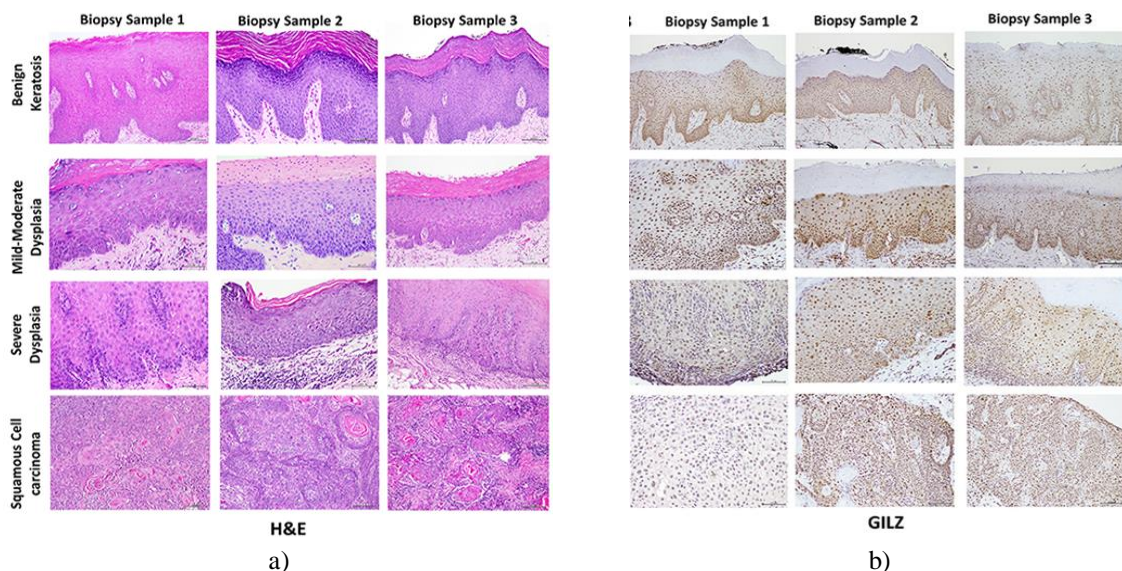 Biopsy Sample 1 Biopsy Sample 2 Biopsy Sample 3
Benign
Keratosis
Mild-Moderate
Dysplasia
Severe
Dysplasia
Squamous Cell
carcinoma
H&E
a)
Biopsy Sample 1 Biopsy Sample 2 Biopsy Sample 3
GILZ
b)